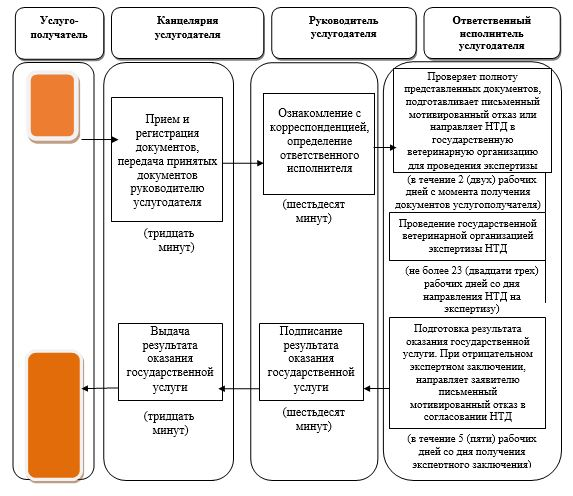 Услуго-
получатель
Канцелярия
услугодателя
Руководитель
услугодателя
Ответственный
исполнитель
услугодателя
Прием и
регистрация
документов,
передача принятых
документов
руководителю
услугодателя
(тридцать
минут)
Ознакомление с
корреспонденцией,
определение
ответственного
исполнителя
(шестьдесят
минут)
Проверяет полноту
представленных документов,
подготавливает письменный
мотивированный отказ или
направляет НТД в
государственную
ветеринарную организацию
для проведения экспертизы
(в течение 2 (двух) рабочих
дней с момента получения
документов услугополучателя)
Проведение государственной
ветеринарной организацией
экспертизы НТД
(не более 23 (двадцати трех)
рабочих дней со дня
направления НТД на
экспертизу)
Подготовка результата
оказания государственной
услуги. При отрицательном
экспертном заключении,
направляет заявителю
письменный
мотивированный отказ в
согласовании НТД
(в течение 5 (пяти) рабочих
дней со дня получения
экспертного заключения)
Подписание
результата
оказания
государственной
услуги
(шестьдесят
минут)
Выдача
результата
оказания
государственной
услуги
(тридцать
минут)